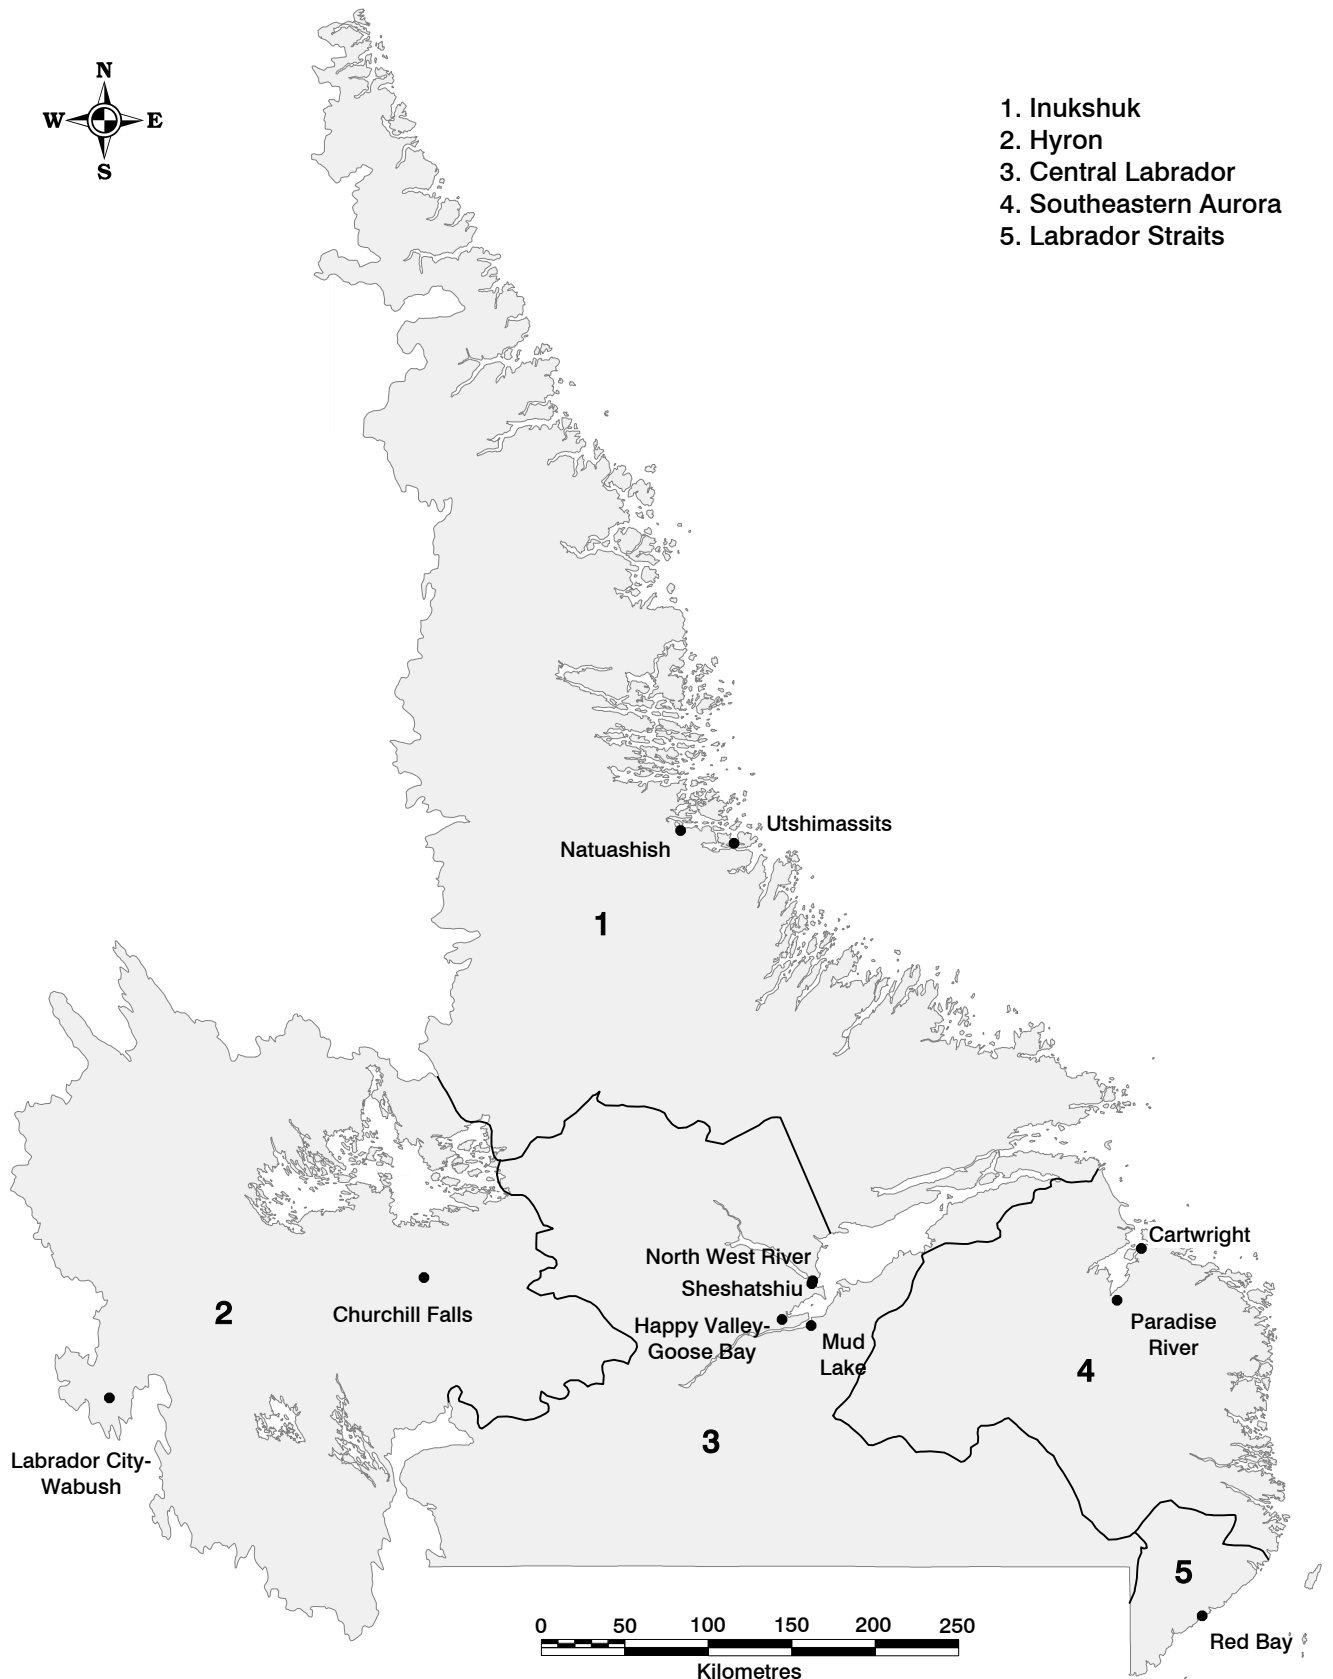 N
W E
S
1. Inukshuk
2. Hyron
3. Central Labrador
4. Southeastern Aurora
5. Labrador Straits
Utshimassits
Natuashish
1
Cartwright
North West River
Sheshatshiu
Churchill Falls
2
Happy Valley-
Goose Bay
Mud
Lake
Paradise
River
4
3
Labrador City-
Wabush
5
Red Bay
0 50 100 150 200 250
Kilometres